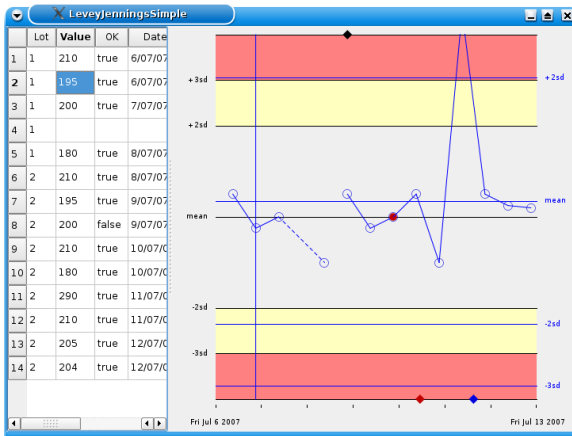 LeveyJenningsSimple
Lot Value OK Date
1 1 210 true 6/07/07
2 1 195 true 6/07/07
3 1 200 true 7/07/07
4 1
5 1 180 true 8/07/07
6 2 210 true 8/07/07
7 2 195 true 9/07/07
8 2 200 false 9/07/07
9 2 210 true 10/07/0
10 2 180 true 10/07/0
11 2 290 true 11/07/0
12 2 210 true 11/07/0
13 2 205 true 12/07/0
14 2 204 true 12/07/0
+3sd
+2sd
mean
-2sd
-3sd
+2sd
mean
-2sd
-3sd
Fri Jul 6 2007
Fri Jul 13 2007